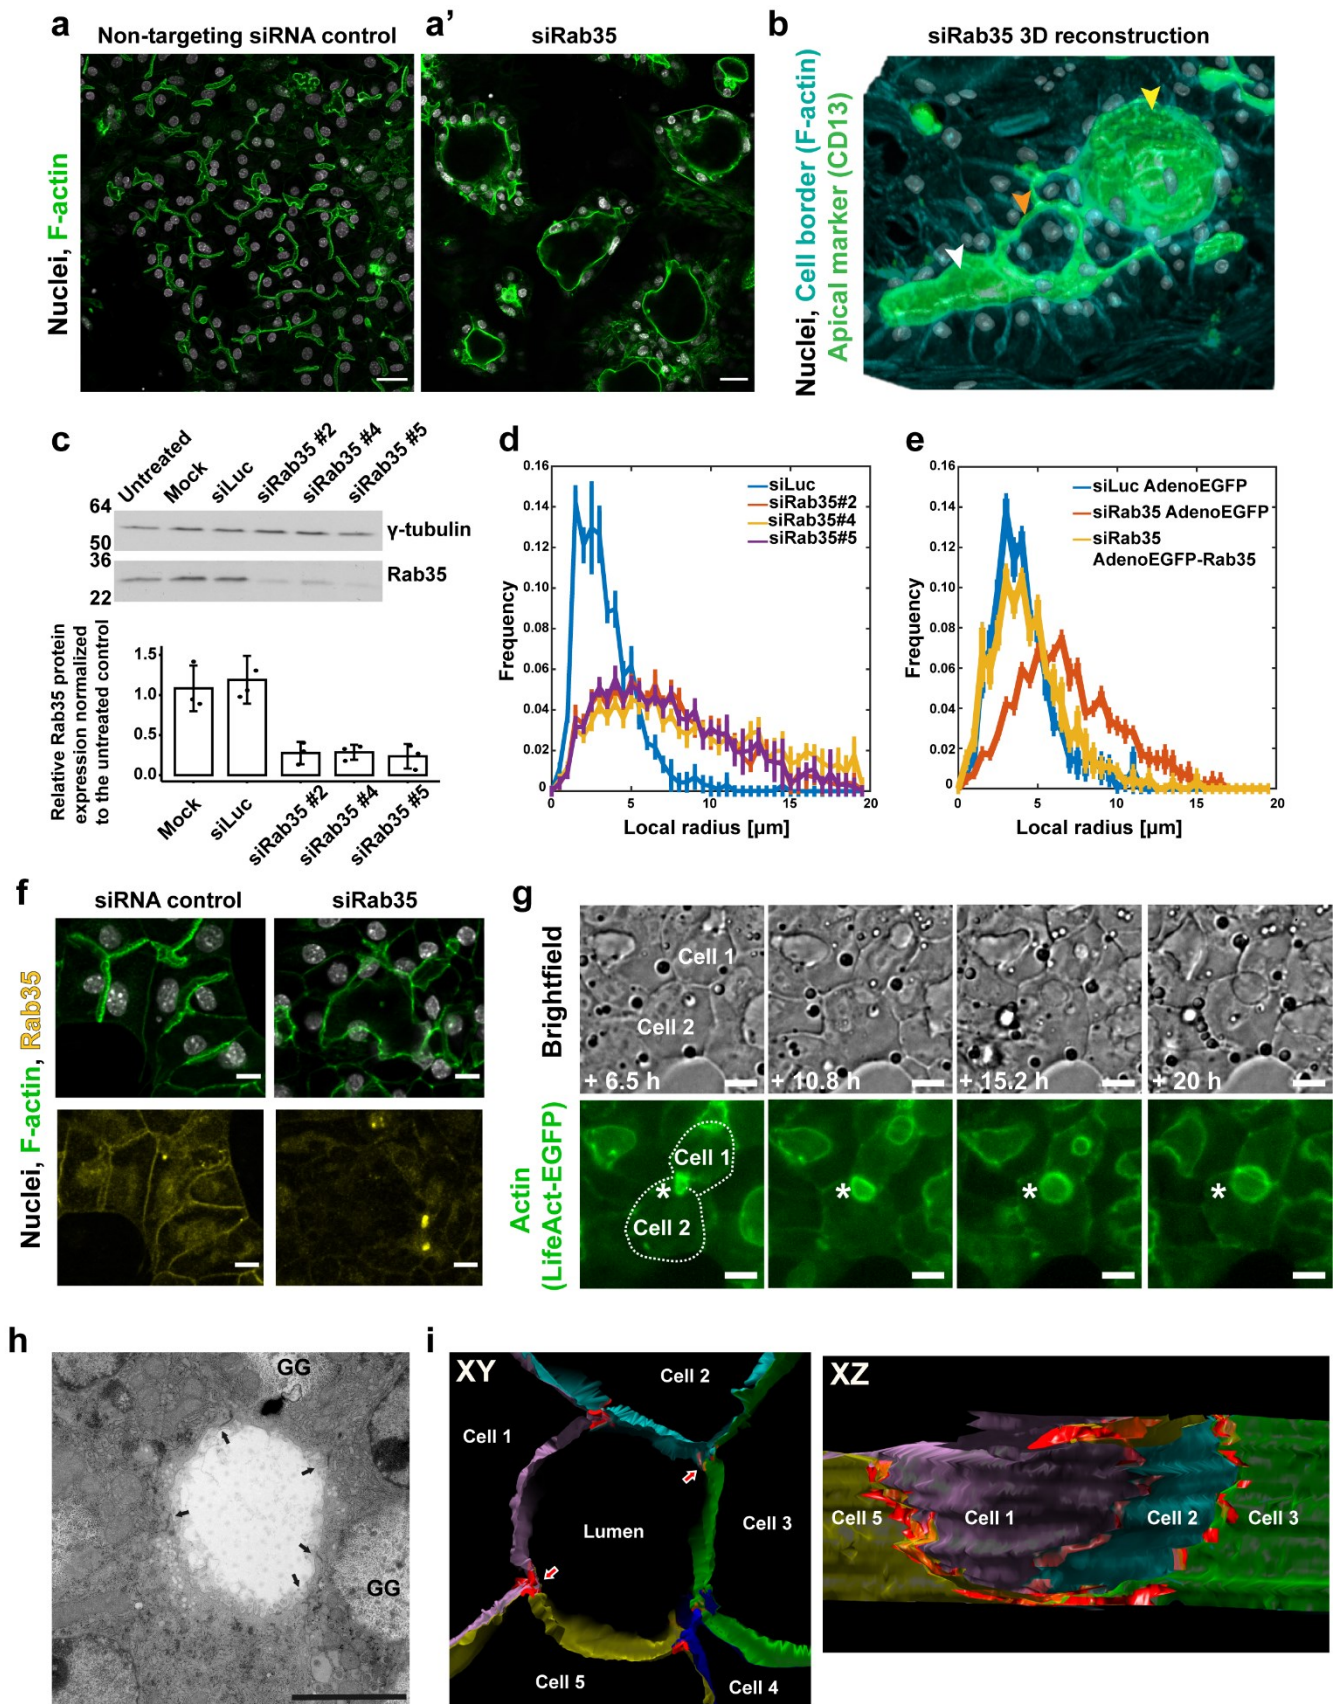 a
Non-targeting siRNA control
Nuclei, F-actin
a’
siRab35
b
siRab35 3D reconstruction
Nuclei, Cell border (F-actin)
Apical marker (CD13)
c
Untreated
Mock
siLuc
siRab35 #2
siRab35 #4
siRab35 #5
64
50
γ-tubulin
36
22
Rab35
Relative Rab35 protein
expression normalized
to the untreated control
1.5
1.0
0.5
0.0
Mock
siLuc
siRab35 #2
siRab35 #4
siRab35 #5
d
Frequency
0.16
0.14
0.12
0.10
0.08
0.06
0.04
0.02
0
0
5
10
15
20
Local radius [µm]
siLuc
siRab35#2
siRab35#4
siRab35#5
e
Frequency
0.16
0.14
0.12
0.10
0.08
0.06
0.04
0.02
0
0
5
10
15
20
Local radius [µm]
siLuc AdenoEGFP
siRab35 AdenoEGFP
siRab35
AdenoEGFP-Rab35
f
siRNA control
siRab35
Nuclei, F-actin, Rab35
g
Brightfield
Cell 1
Cell 2
+ 6.5 h
+ 10.8 h
+ 15.2 h
+ 20 h
Actin
(LifeAct-EGFP)
Cell 1
*
Cell 2
*
*
*
h
GG
GG
i
XY
Cell 2
Cell 1
Lumen
Cell 3
Cell 5
Cell 4
XZ
Cell 5
Cell 1
Cell 2
Cell 3